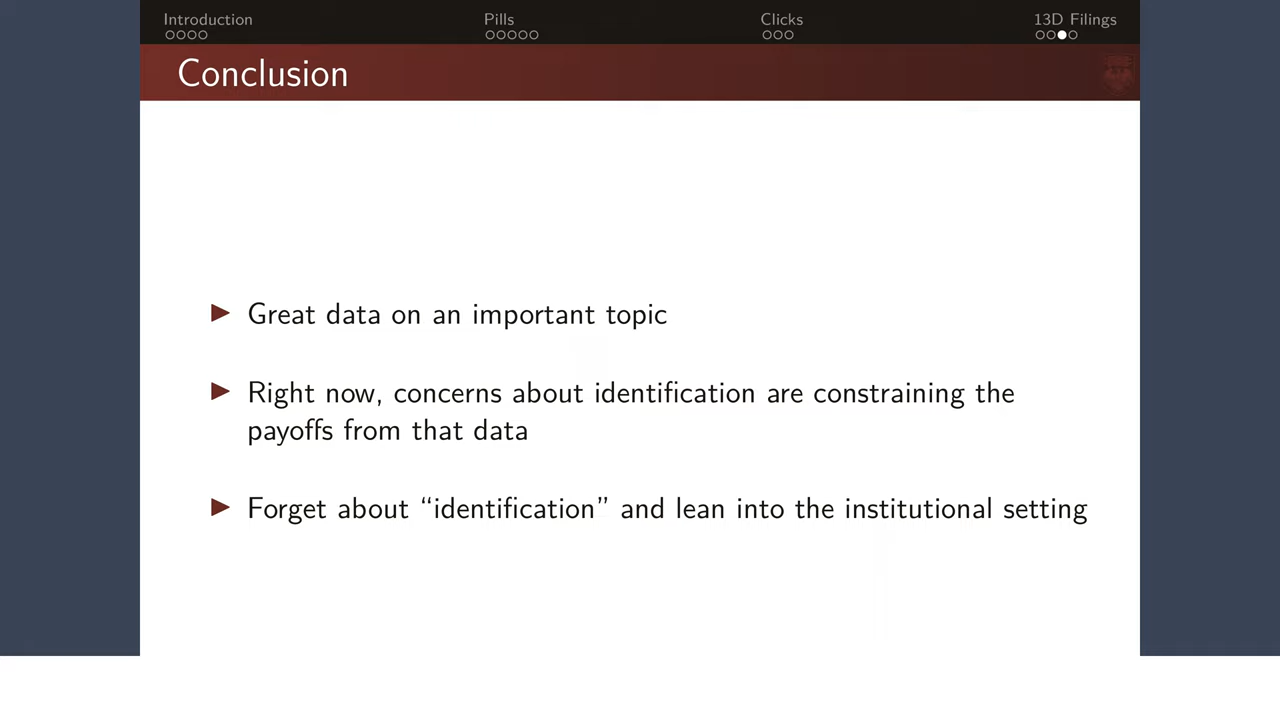 Introduction Pills Clicks 13D Filings
Conclusion
Great data on an important topic
Right now, concerns about identification are constraining the
payoffs from that data
Forget about “identification” and lean into the institutional setting